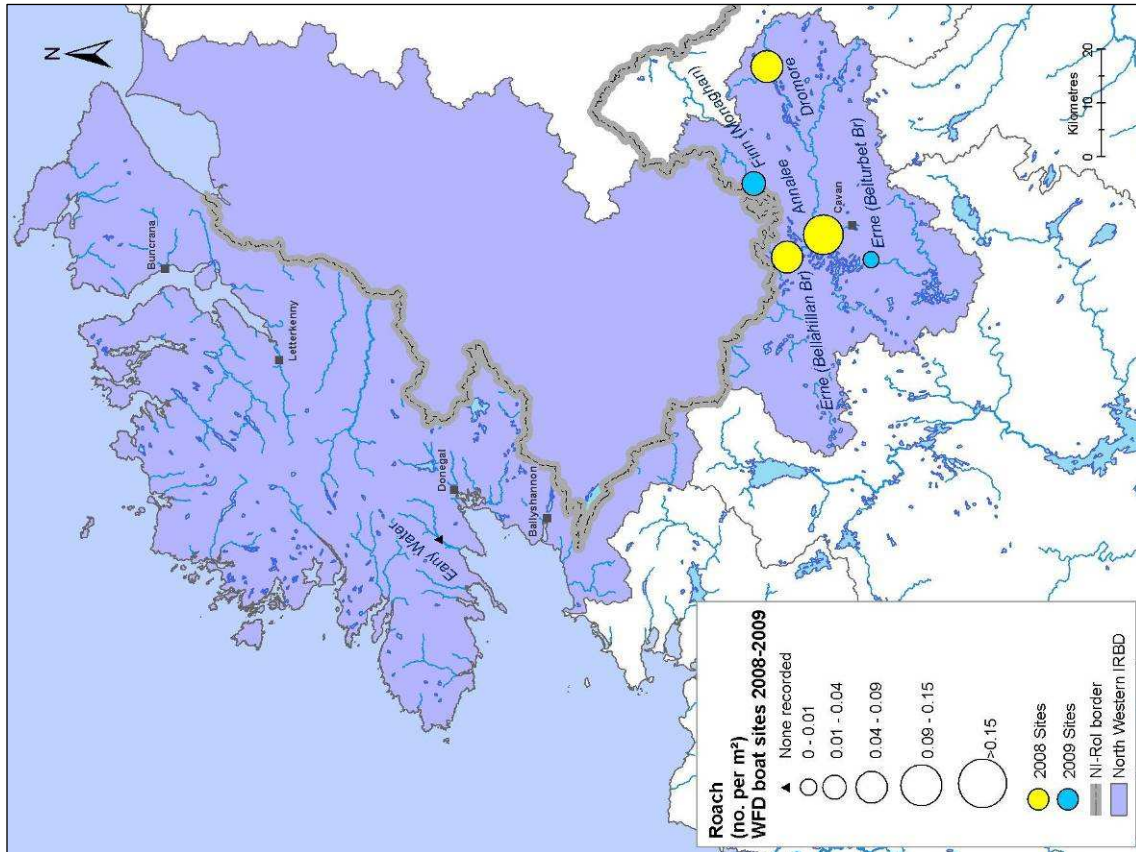 N
Buncrana
Letterkenny
Donegal
Eany Water
Ballyshannon
Finn (Monaghan)
Dromore
Annalee
Cavan
Erne (Bellahillan Br)
Erne (Belturbet Br)
0 10 20
Kilometres
Roach
(no. per m²)
WFD boat sites 2008-2009
None recorded
0 - 0.01
0.01 - 0.04
0.04 - 0.09
0.09 - 0.15
>0.15
2008 Sites
2009 Sites
NI-RoI border
North Western IRBD